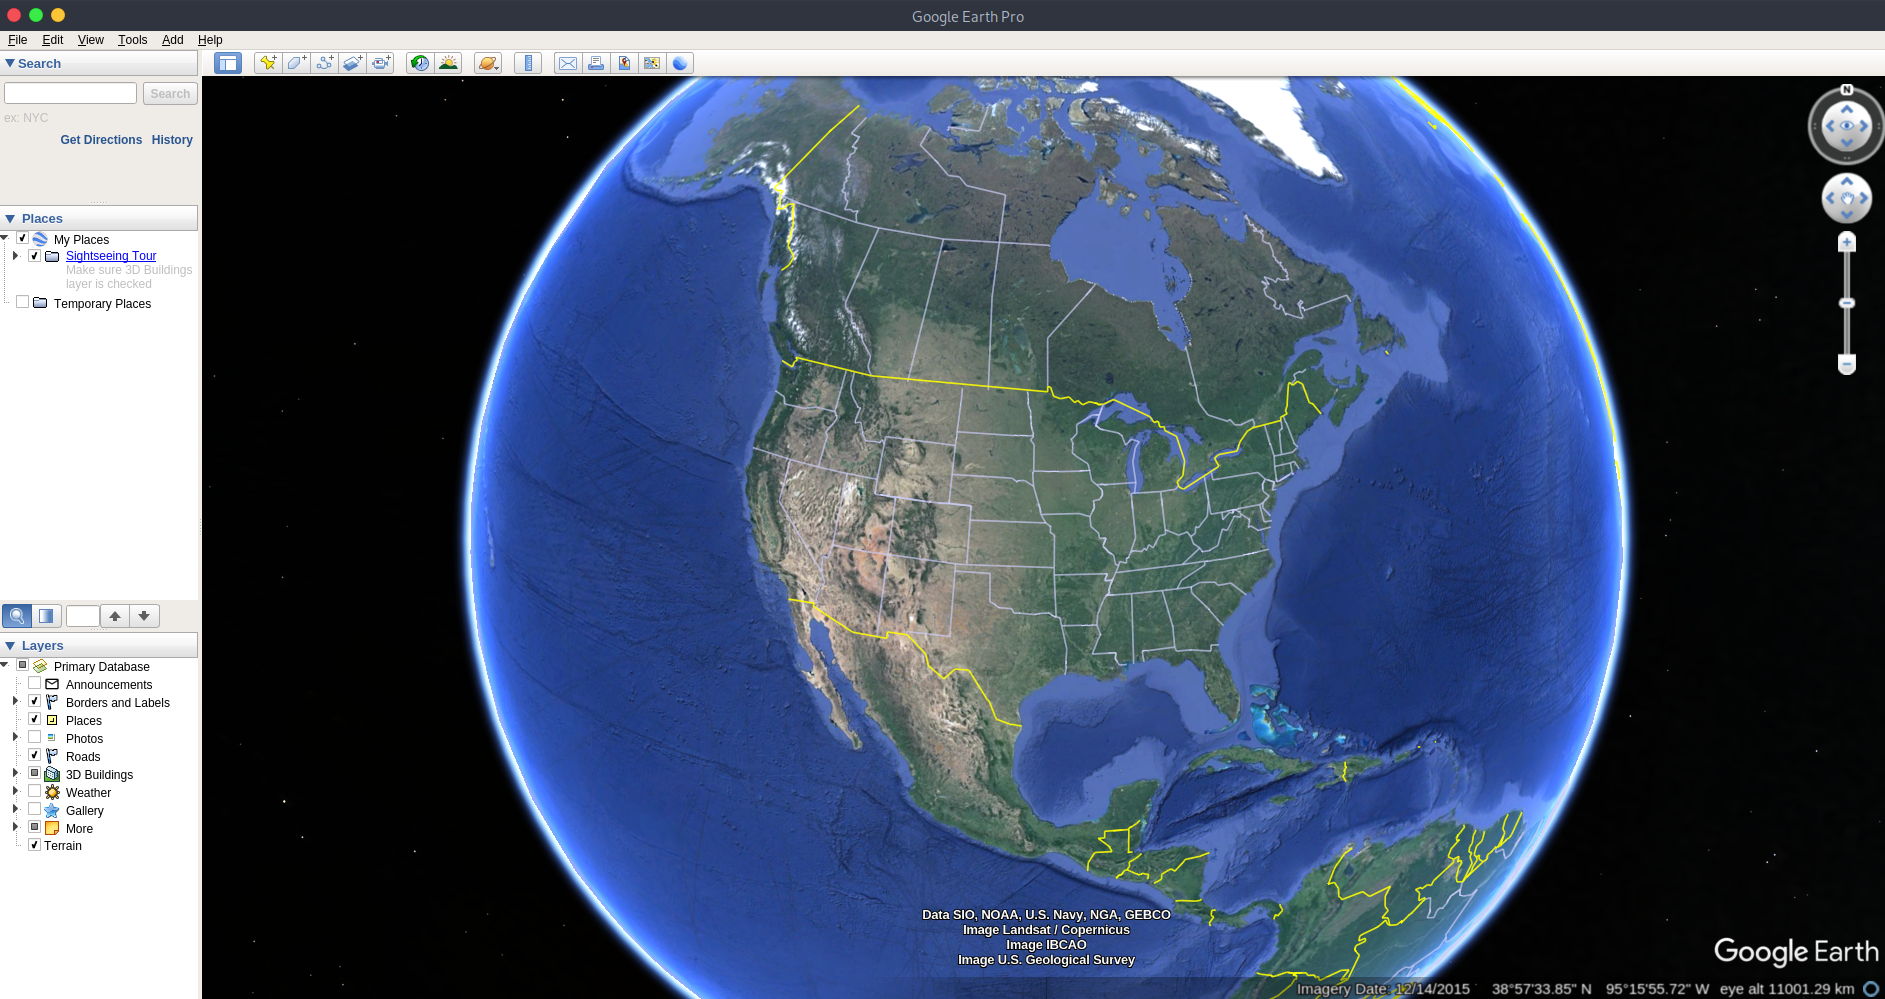 Google Earth Pro
File Edit View Tools Add Help
Search
Search
ex: NYC
Get Directions History
Places
My Places
Sightseeing Tour
Make sure 3D Buildings
layer is checked
Temporary Places
Layers
Primary Database
Announcements
Borders and Labels
Places
Photos
Roads
3D Buildings
Weather
Gallery
More
Terrain
N
Data SIO, NOAA, U.S. Navy, NGA, GEBCO
Image Landsat / Copernicus
Image IBCAO
Image U.S. Geological Survey
Google Earth
Imagery Date: 12/14/2015 38°57'33.85" N 95°15'55.72" W eye alt 11001.29 km